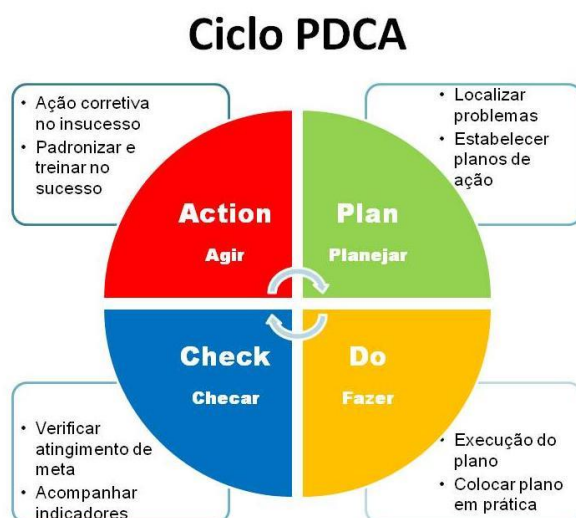 Ciclo PDCA
• Ação corretiva
no insucesso
• Padronizar e
treinar no
sucesso
• Localizar
problemas
• Estabelecer
planos de
ação
Action
Agir
Plan
Planejar
Check
Checar
Do
Fazer
• Verificar
atingimento de
meta
• Acompanhar
indicadores
• Execução do
plano
• Colocar plano
em prática